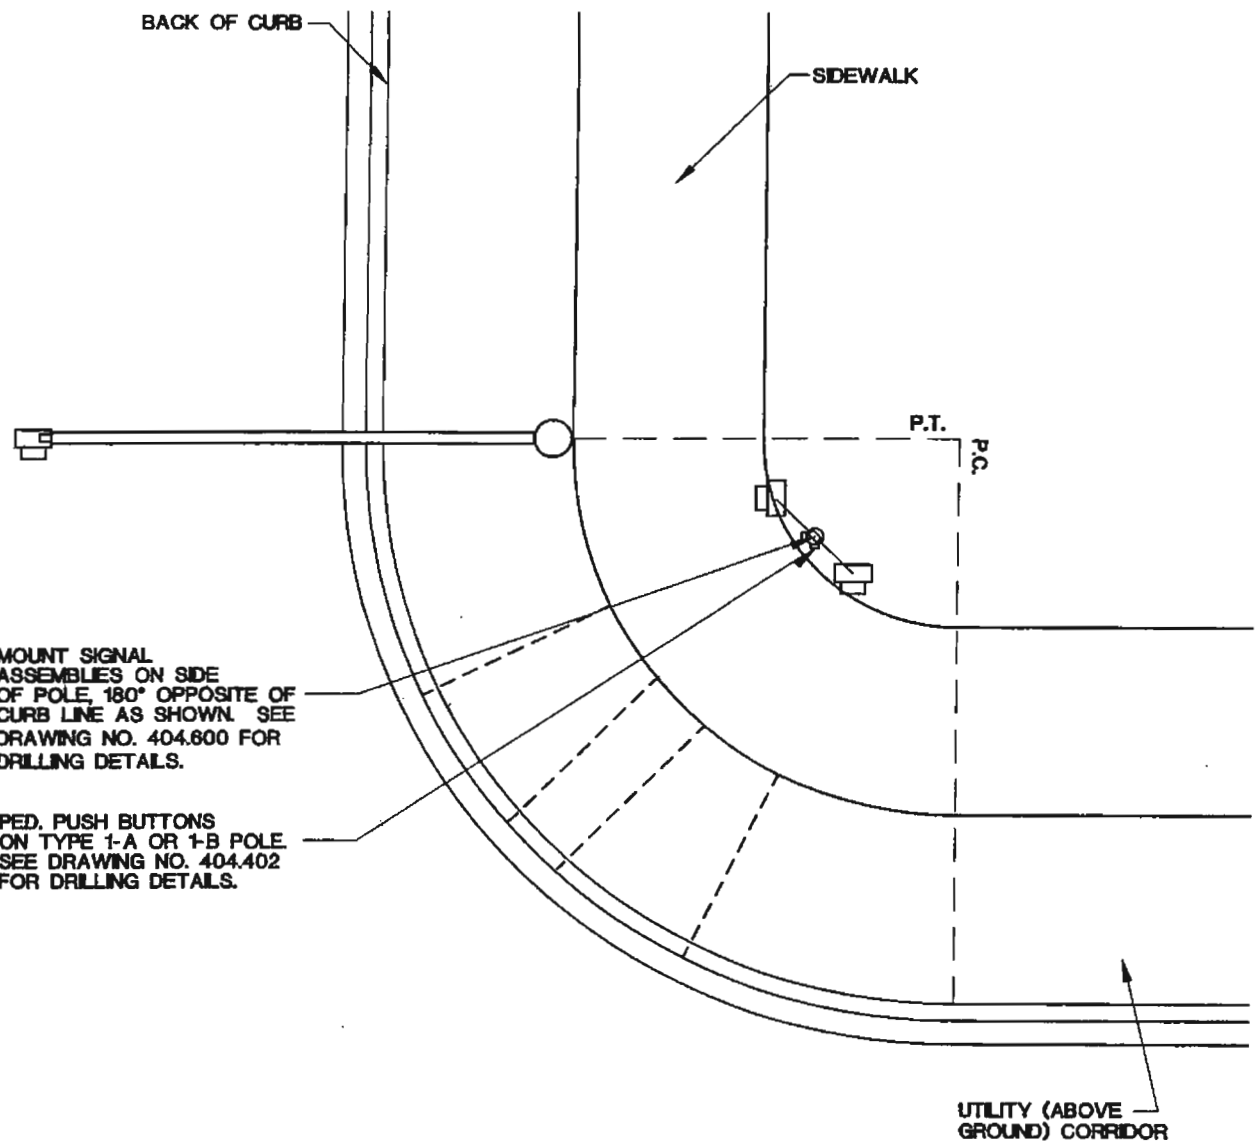 BACK OF CURB
SIDEWALK
P.T.
P.C.
MOUNT SIGNAL
ASSEMBLIES ON SIDE
OF POLE, 180° OPPOSITE OF
CURB LINE AS SHOWN. SEE
DRAWING NO. 404.600 FOR
DRILLING DETAILS.
PED. PUSH BUTTONS
ON TYPE 1-A OR 1-B POLE.
SEE DRAWING NO. 404.402
FOR DRILLING DETAILS.
UTILITY (ABOVE
GROUND) CORRIDOR